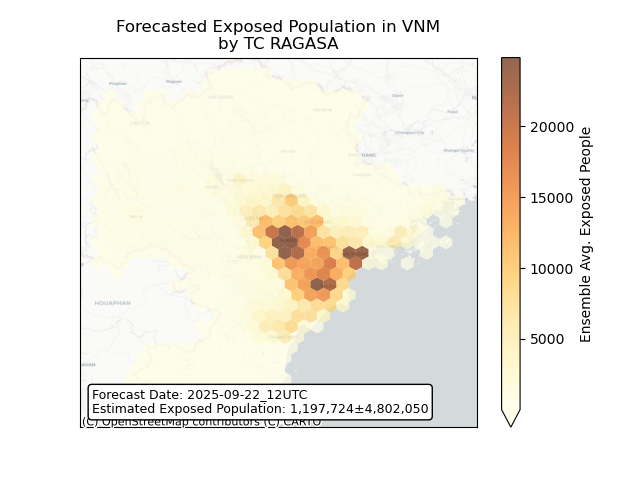 Forecasted Exposed Population in VNM
by TC RAGASA
HOUAPHAN
20000
15000
10000
5000
Ensemble Avg. Exposed People
Forecast Date: 2025-09-22_12UTC
Estimated Exposed Population: 1,197,724±4,802,050
(C) OpenStreetMap contributors (C) CARTO